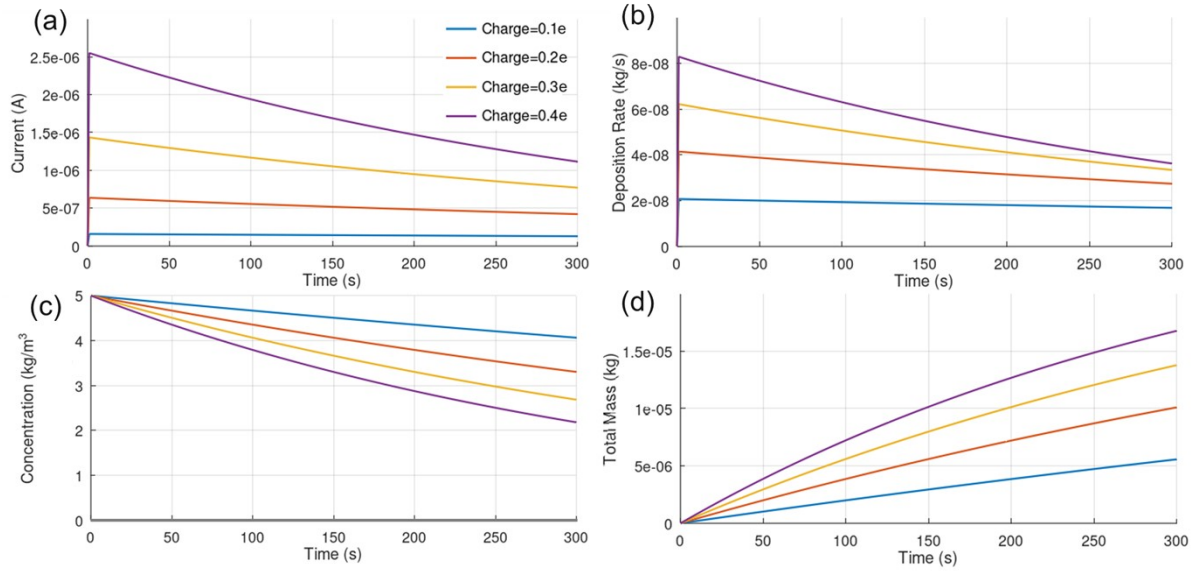 (a)
Current (A)
2.5e-06
2e-06
1.5e-06
1e-06
5e-07
0
0 50 100 150 200 250 300
Time (s)
Charge=0.1e
Charge=0.2e
Charge=0.3e
Charge=0.4e
(b)
Deposition Rate (kg/s)
8e-08
6e-08
4e-08
2e-08
0
0 50 100 150 200 250 300
Time (s)
(c)
Concentration (kg/m³
5
4
3
2
1
0
0 50 100 150 200 250 300
Time (s)
(d)
Total Mass (kg)
1.5e-05
1e-05
5e-06
0
0 50 100 150 200 250 300
Time (s)